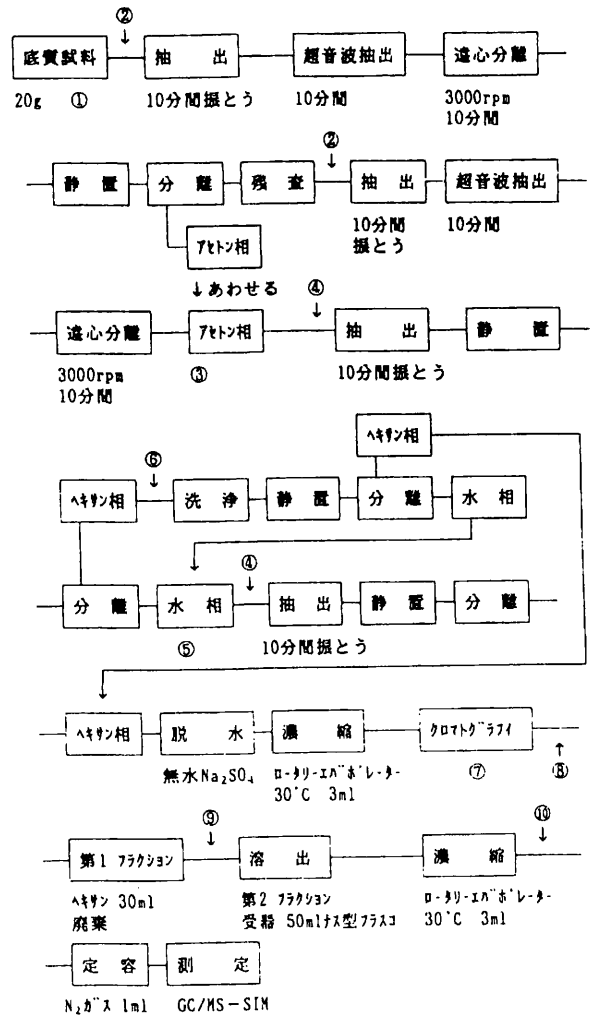 ②
底質試料 抽 出 超音波抽出 遠心分離
20g ① 10分間振とう 10分間 3000rpm
10分間
②
静 置 分 離 残 査 抽 出 超音波抽出
10分間 10分間
振とう
アセトン相
↓あわせる ④
遠心分離 アセトン相 抽 出 静 置
3000rpm ③ 10分間振とう
10分間
ヘキサン相
⑥
ヘキサン相 洗 浄 静 置 分 離 水 相
④
分 離 水 相 抽 出 静 置 分 離
⑤ 10分間振とう
ヘキサン相 脱 水 濃 縮 クロマトグラフィ
無水Na₂SO₄ ロータリーエバポレーター ⑦ ⑧
30°C 3ml
⑨ ⑩
第1 フラクション 溶 出 濃 縮
ヘキサン 30ml 第2 フラクション ロータリーエバポレーター
廃棄 受器 50mlナス型フラスコ 30°C 3ml
定 容 測 定
N₂ガス 1ml GC/MS-SIM